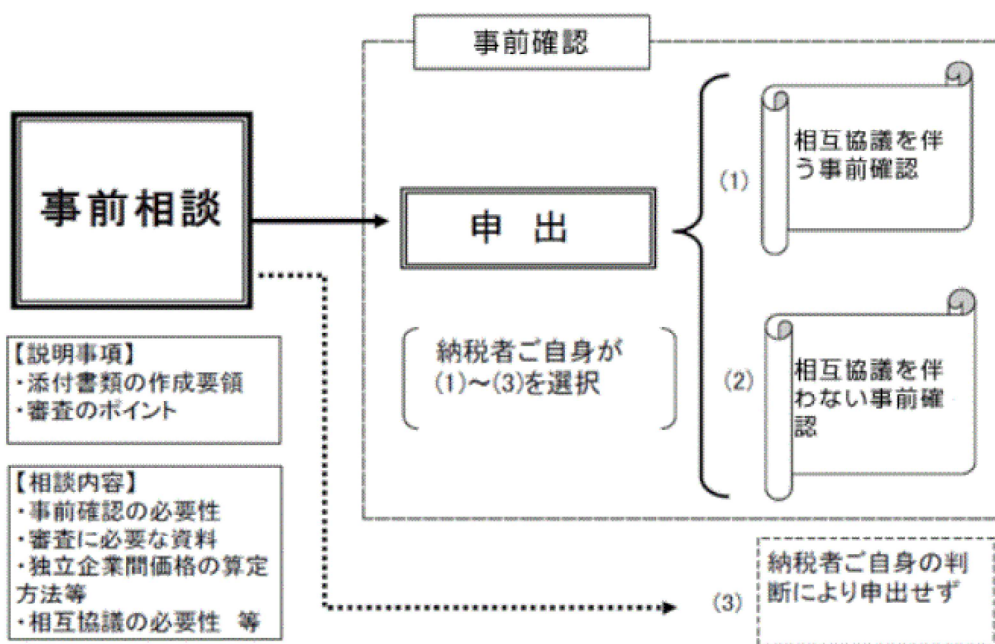 事前確認
事前相談
申 出
納税者ご自身が
(1)～(3)を選択
(1)
相互協議を伴
う事前確認
(2)
相互協議を伴
わない事前確
認
【説明事項】
・添付書類の作成要領
・審査のポイント
【相談内容】
・事前確認の必要性
・審査に必要な資料
・独立企業間価格の算定
方法等
・相互協議の必要性 等
(3)
納税者ご自身の判
断により申出せず